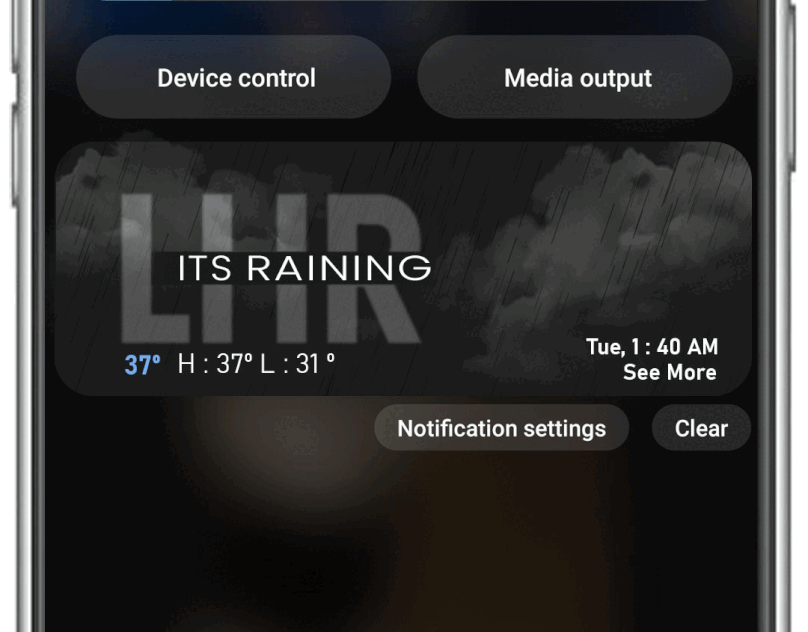 Device control
Media output
LHR
ITS RAINING
37° H : 37° L : 31 °
Tue, 1 : 40 AM
See More
Notification settings
Clear